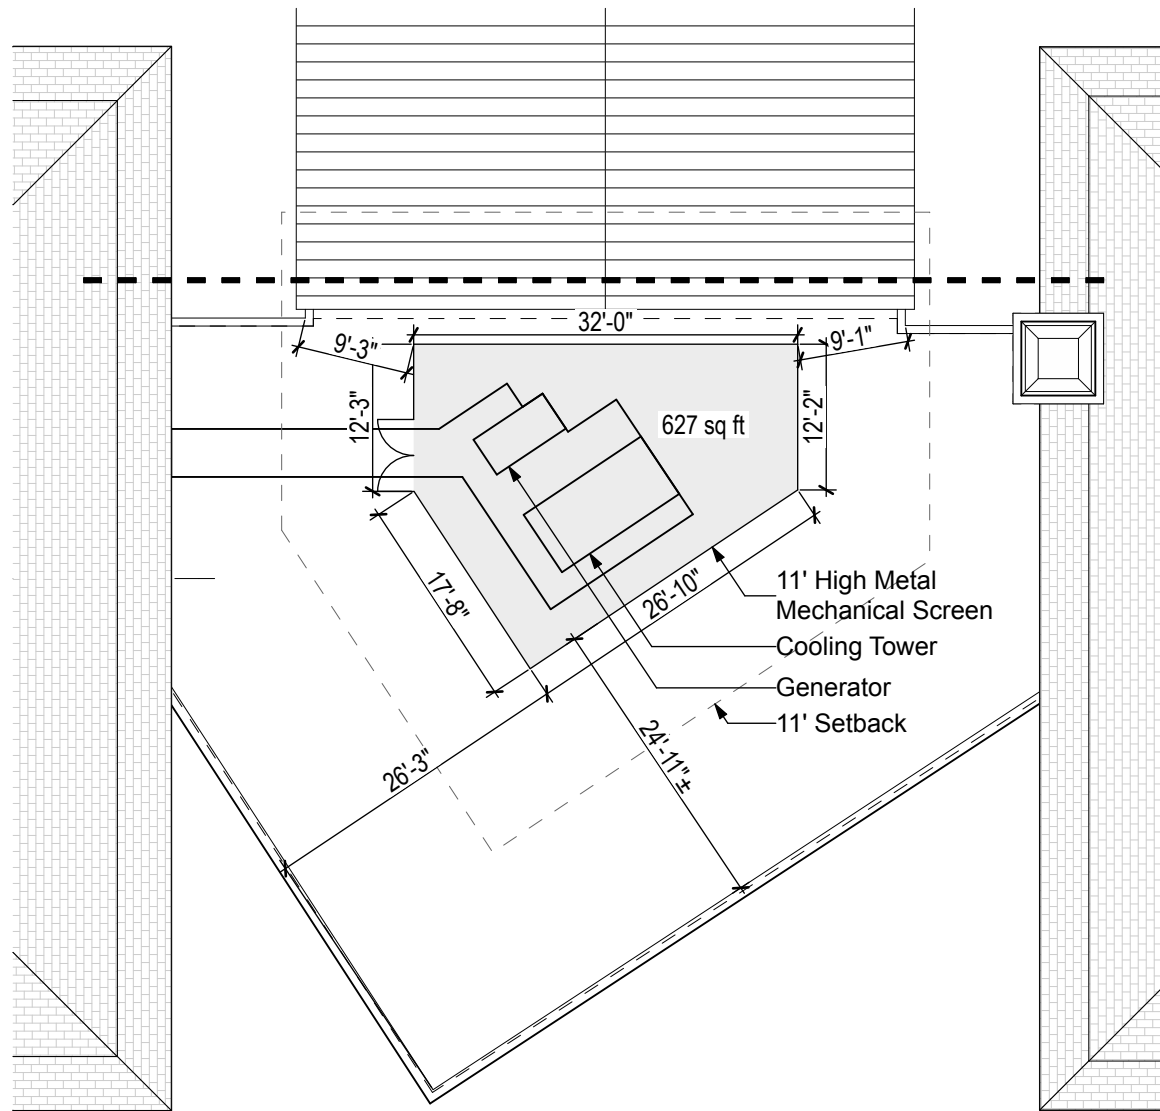 32'-0"
9'-3"
9'-1"
12'-3"
627 sq ft
12'-2"
17'-8"
26'-10"
11' High Metal
Mechanical Screen
Cooling Tower
Generator
11' Setback
26'-3"
24'-11"±